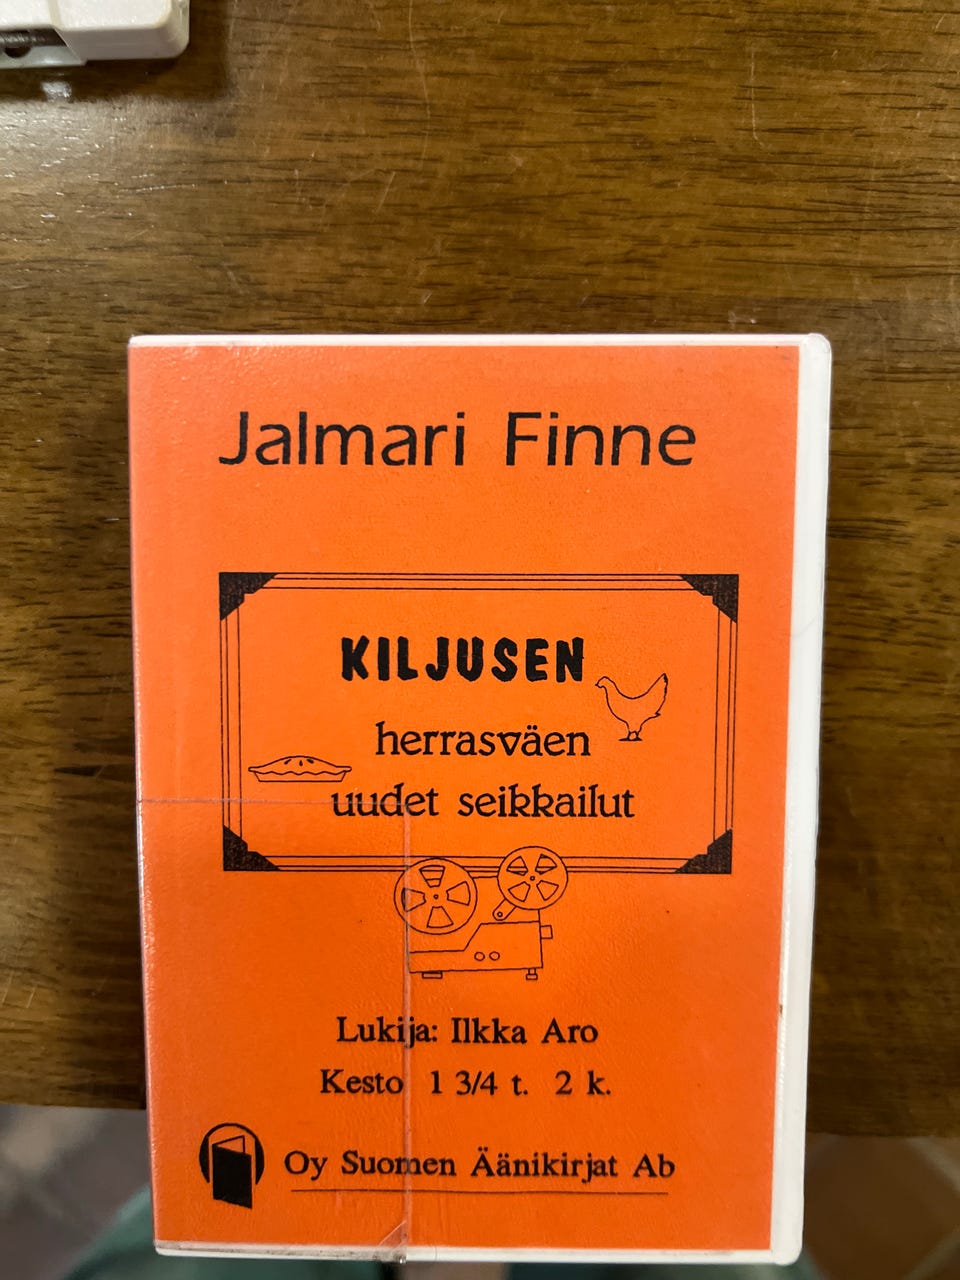 Jalmari Finne
KILJUSEN
herrasväen
uudet seikkailut
Lukija: Ilkka Aro
Kesto 1 3/4 t. 2 k.
Oy Suomen Äänikirjat Ab